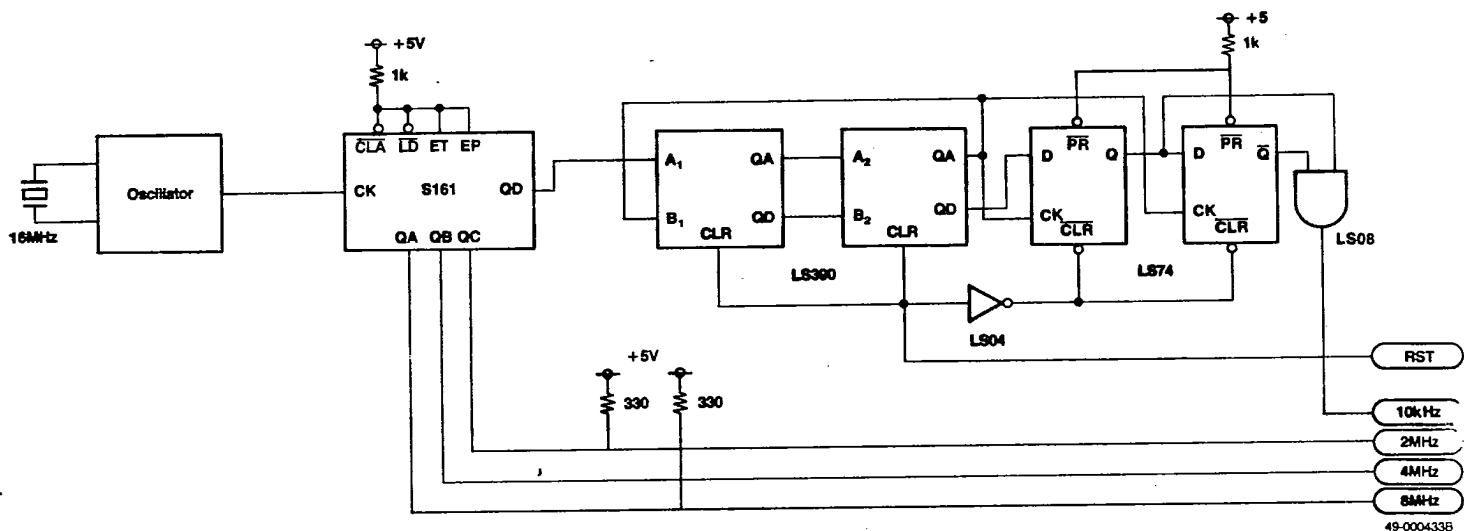 +5V
1k
+5
1k
CLA LD ET EP
CK S161 QD
QA QB QC
Oscillator
16MHz
A1 QA
B1 QD
CLR
A2 QA
B2 QD
CLR
LS390
PR
D Q
CK
CLR
LS74
PR
D Q
CK
CLR
LS08
LS04
+5V
330
330
RST
10kHz
2MHz
4MHz
8MHz
49-000433B